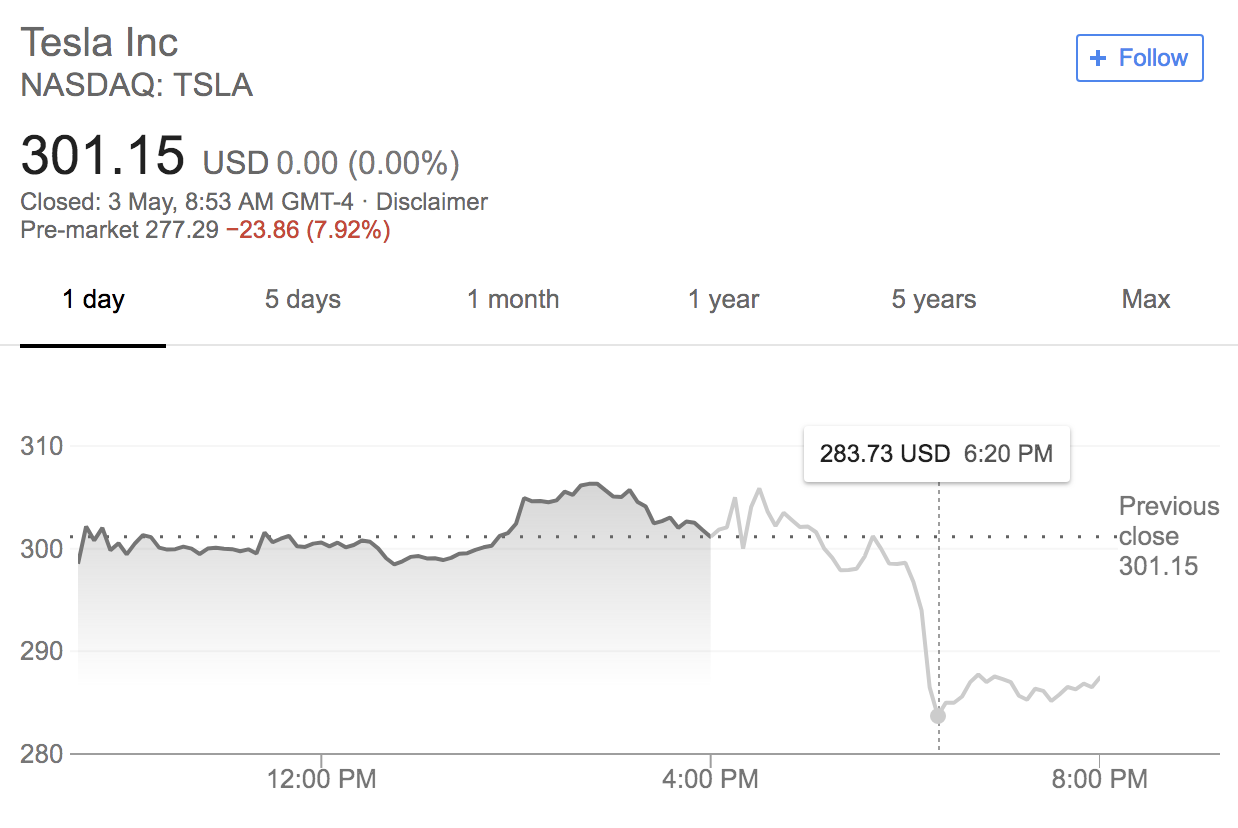 Tesla Inc
NASDAQ: TSLA
+ Follow
301.15 USD 0.00 (0.00%)
Closed: 3 May, 8:53 AM GMT-4 · Disclaimer
Pre-market 277.29 −23.86 (7.92%)
1 day 5 days 1 month 1 year 5 years Max
310
283.73 USD 6:20 PM
Previous
close
301.15
300
290
280
12:00 PM 4:00 PM 8:00 PM